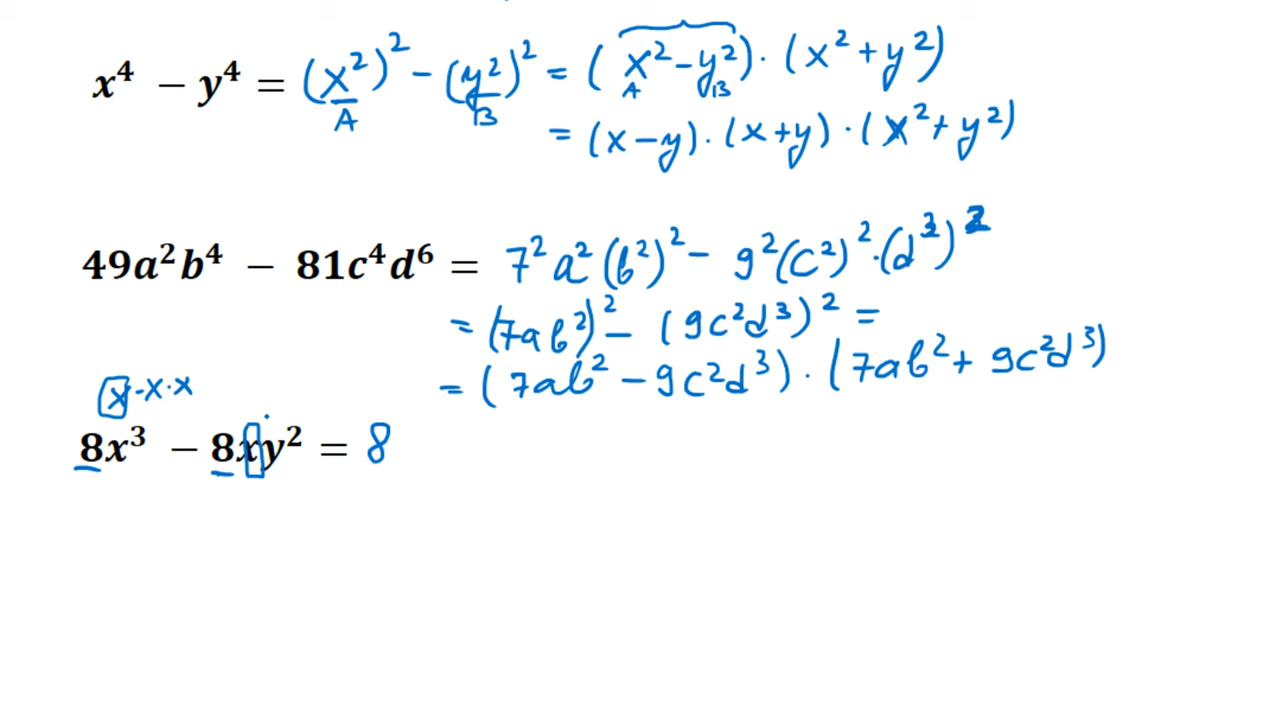 x⁴ − y⁴ = (x²)² − (y²)² = (x² − y²) · (x² + y²)
A B A B
= (x − y) · (x + y) · (x² + y²)
49a²b⁴ − 81c⁴d⁶ = 7²a²(b²)² − 9²(c²)² · (d³)²
= (7ab²)² − (9c²d³)² =
= (7ab² − 9c²d³) · (7ab² + 9c²d³)
x · x · x
8x³ − 8xy² = 8